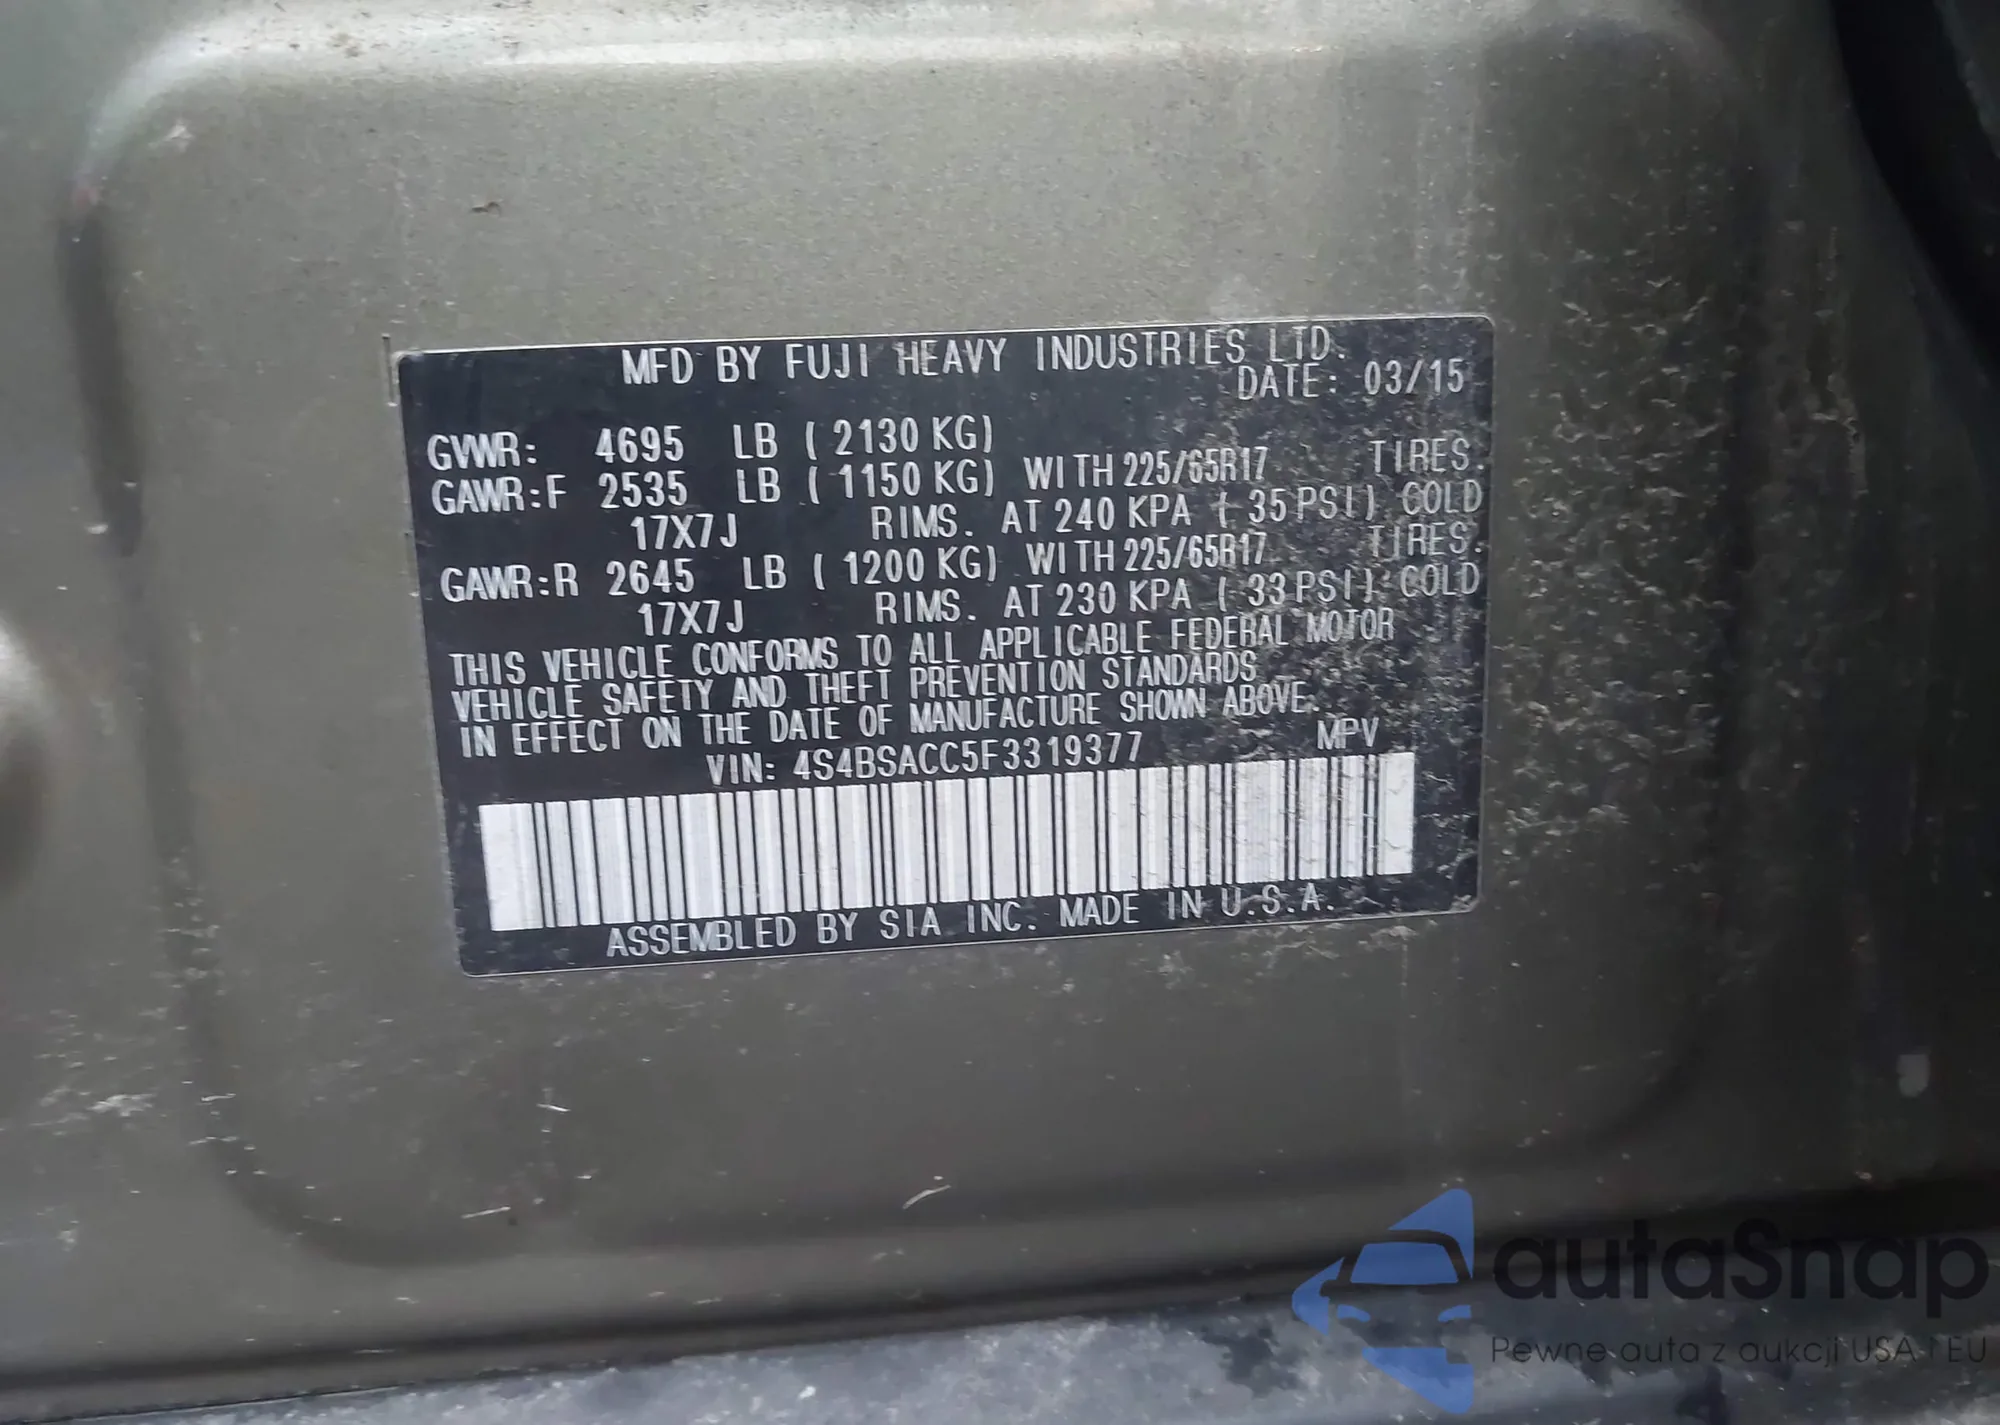 MFD BY FUJI HEAVY INDUSTRIES LTD.
DATE: 03/15
GVWR: 4695 LB ( 2130 KG)
GAWR:F 2535 LB ( 1150 KG) WITH 225/65R17 TIRES.
17X7J RIMS. AT 240 KPA ( 35 PSI) COLD
GAWR:R 2645 LB ( 1200 KG) WITH 225/65R17 TIRES.
17X7J RIMS. AT 230 KPA ( 33 PSI) COLD
THIS VEHICLE CONFORMS TO ALL APPLICABLE FEDERAL MOTOR
VEHICLE SAFETY AND THEFT PREVENTION STANDARDS
IN EFFECT ON THE DATE OF MANUFACTURE SHOWN ABOVE.
VIN: 4S4BSACC5F3319377 MPV
ASSEMBLED BY SIA INC. MADE IN U.S.A.
autaSnap
Pewne auta z aukcji USA i EU